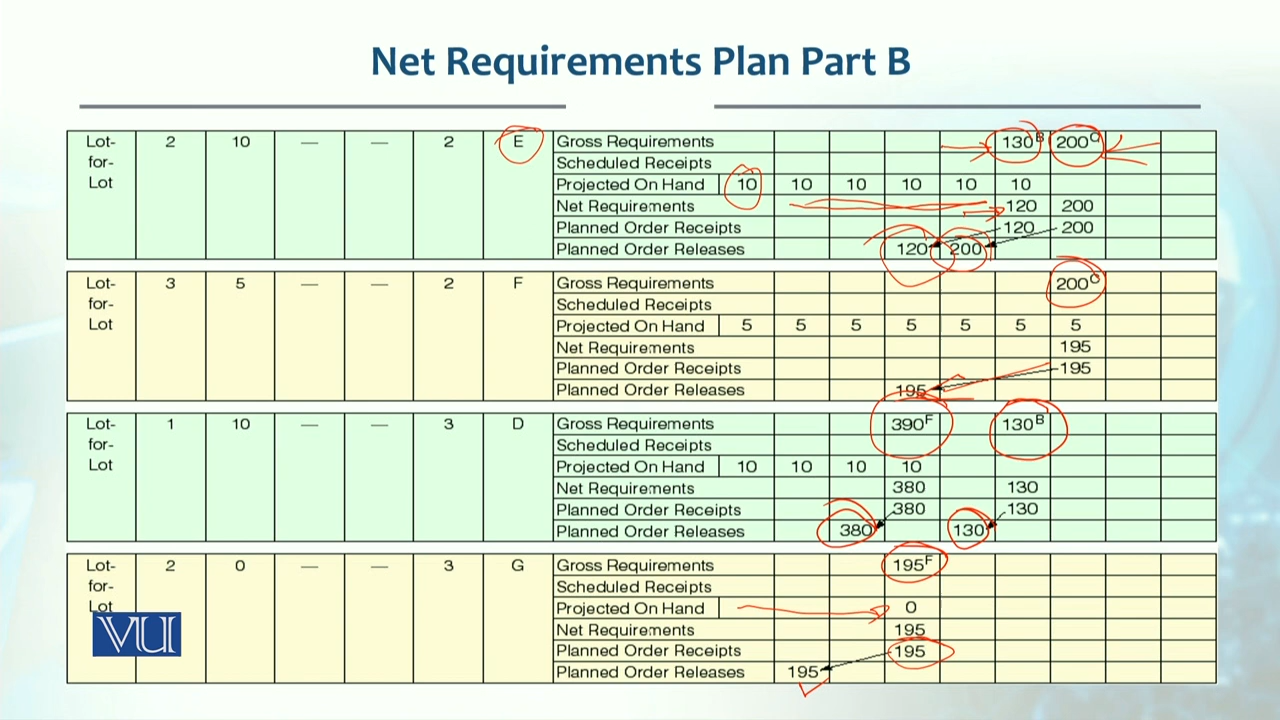 Net Requirements Plan Part B
Lot-for-Lot 2 10 — — 2 E Gross Requirements 130B 200C
Scheduled Receipts
Projected On Hand 10 10 10 10 10 10
Net Requirements 120 200
Planned Order Receipts 120 200
Planned Order Releases 120 200
Lot-for-Lot 3 5 — — 2 F Gross Requirements 200C
Scheduled Receipts
Projected On Hand 5 5 5 5 5 5 5
Net Requirements 195
Planned Order Receipts 195
Planned Order Releases 195
Lot-for-Lot 1 10 — — 3 D Gross Requirements 390F 130B
Scheduled Receipts
Projected On Hand 10 10 10 10
Net Requirements 380 130
Planned Order Receipts 380 130
Planned Order Releases 380 130
Lot-for-Lot 2 0 — — 3 G Gross Requirements 195F
Scheduled Receipts
Projected On Hand 0
Net Requirements 195
Planned Order Receipts 195
Planned Order Releases 195
VU